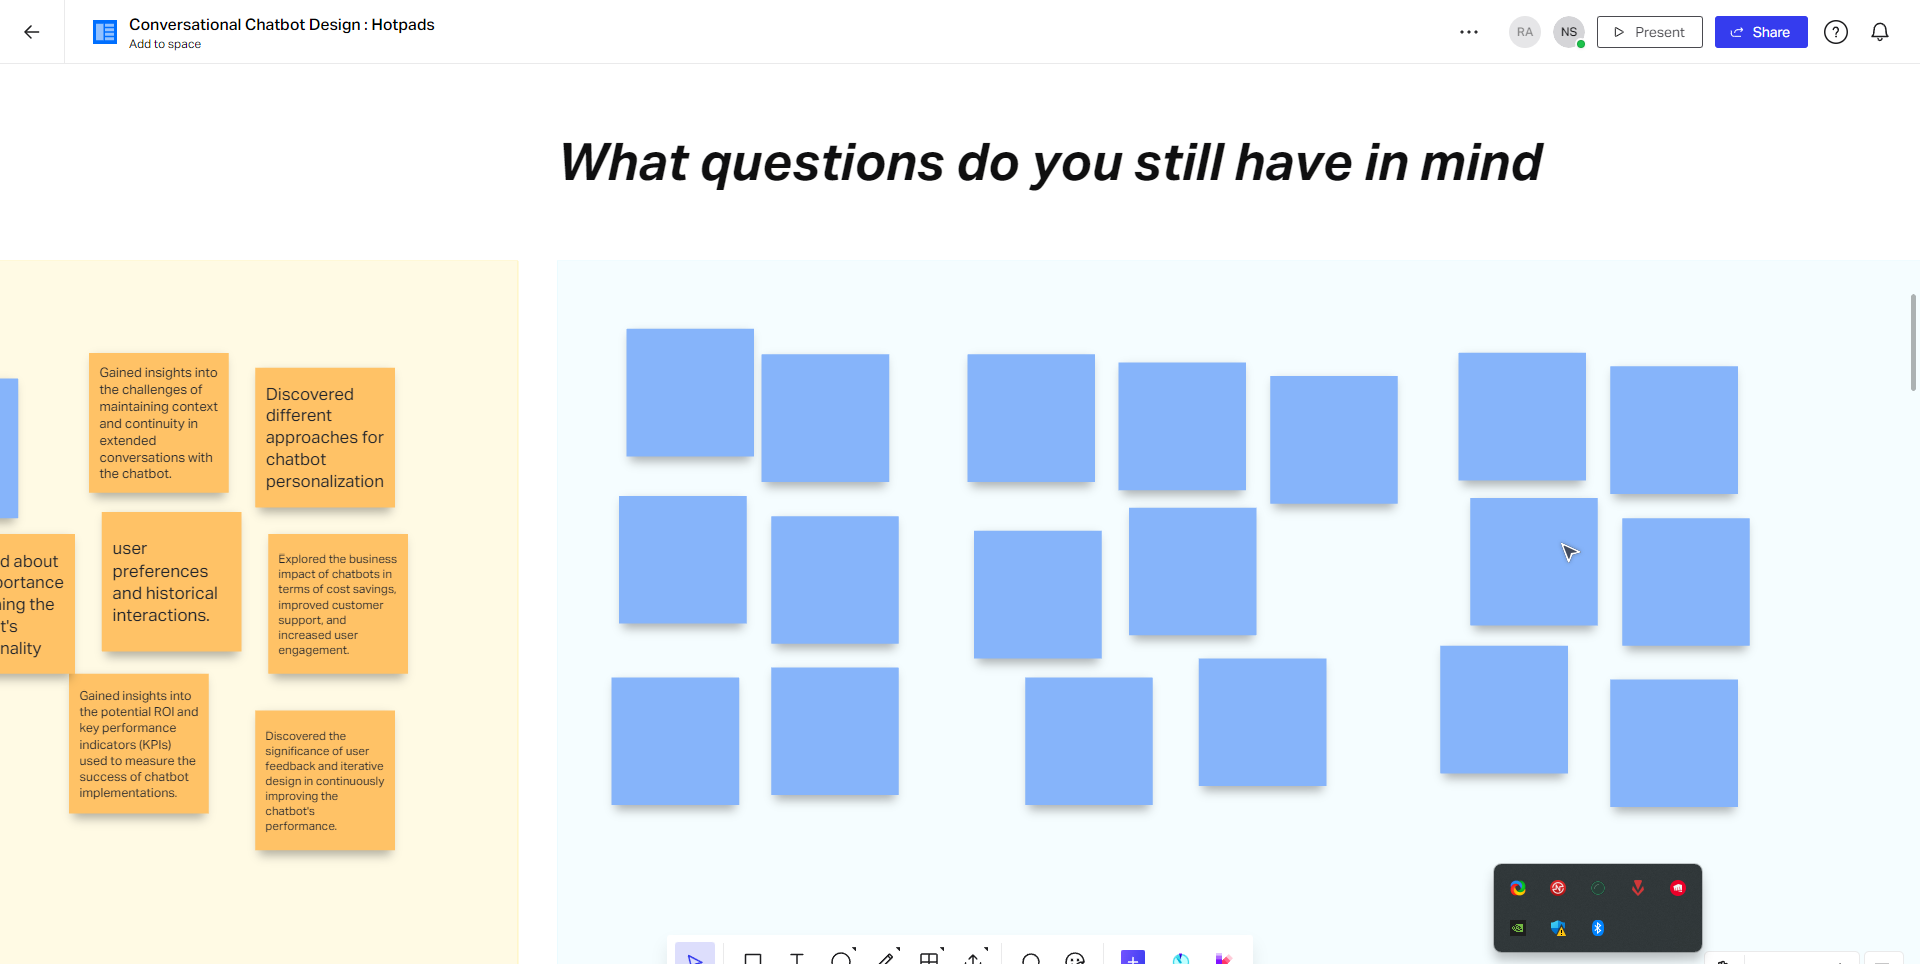 Conversational Chatbot Design : Hotpads
Add to space
RA
NS
Present
Share
What questions do you still have in mind
Gained insights into
the challenges of
maintaining context
and continuity in
extended
conversations with
the chatbot.
Discovered
different
approaches for
chatbot
personalization
d about
portance
ing the
t's
nality
user
preferences
and historical
interactions.
Explored the business
impact of chatbots in
terms of cost savings,
improved customer
support, and
increased user
engagement.
Gained insights into
the potential ROI and
key performance
indicators (KPIs)
used to measure the
success of chatbot
implementations.
Discovered the
significance of user
feedback and iterative
design in continuously
improving the
chatbot's
performance.